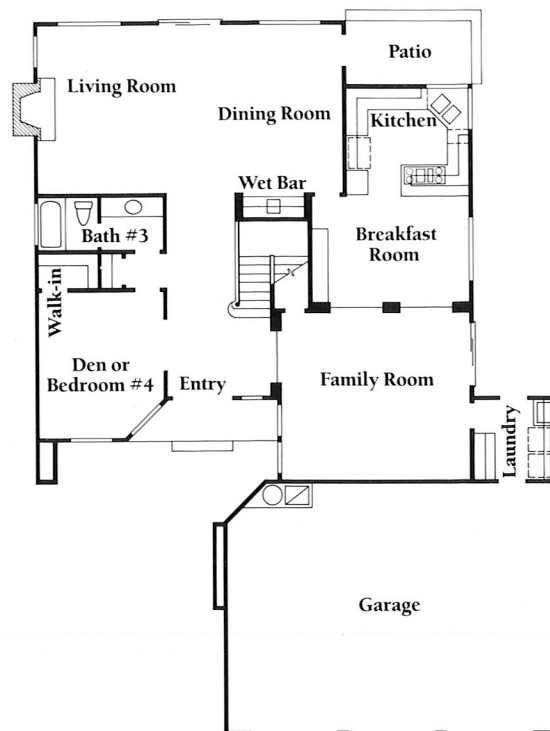 Patio
Living Room
Dining Room
Kitchen
Wet Bar
Bath #3
Breakfast
Room
Walk-in
Den or
Bedroom #4
Entry
Family Room
Laundry
Garage